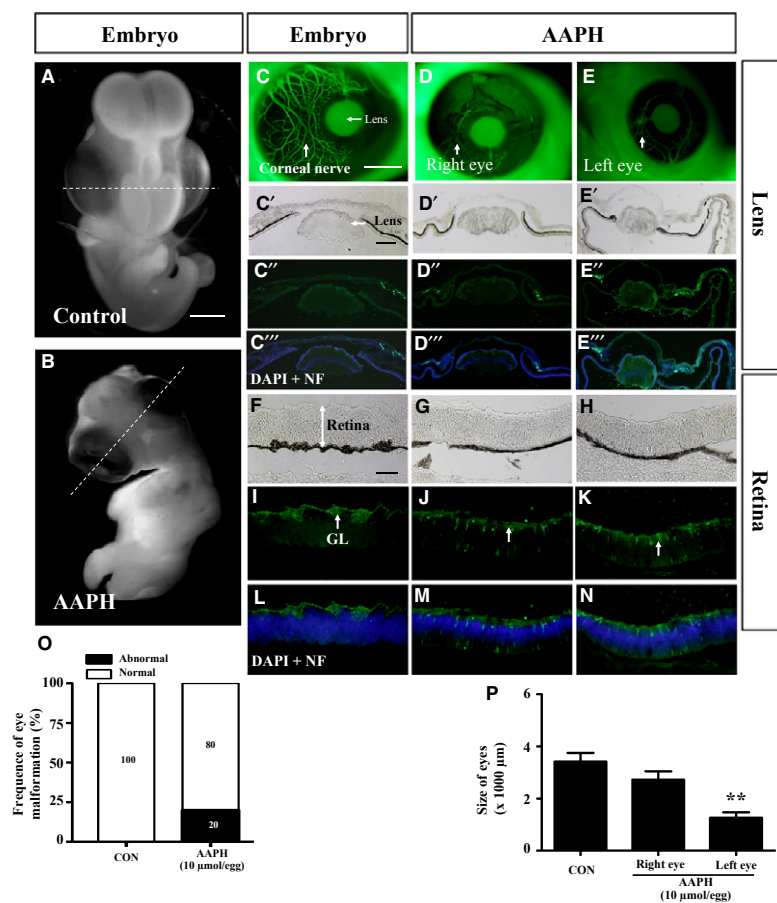 Embryo
Embryo
AAPH
A
Control
B
AAPH
C
Lens
Corneal nerve
D
Right eye
E
Left eye
C′
Lens
D′
E′
C″
D″
E″
C‴
DAPI + NF
D‴
E‴
Lens
F
Retina
G
H
I
GL
J
K
L
DAPI + NF
M
N
Retina
O
Abnormal
Normal
Frequence of eye
malformation (%)
100
75
50
25
0
100
80
20
CON
AAPH
(10 µmol/egg)
P
Size of eyes
(x 1000 µm)
6
4
2
0
**
CON
Right eye
Left eye
AAPH
(10 µmol/egg)